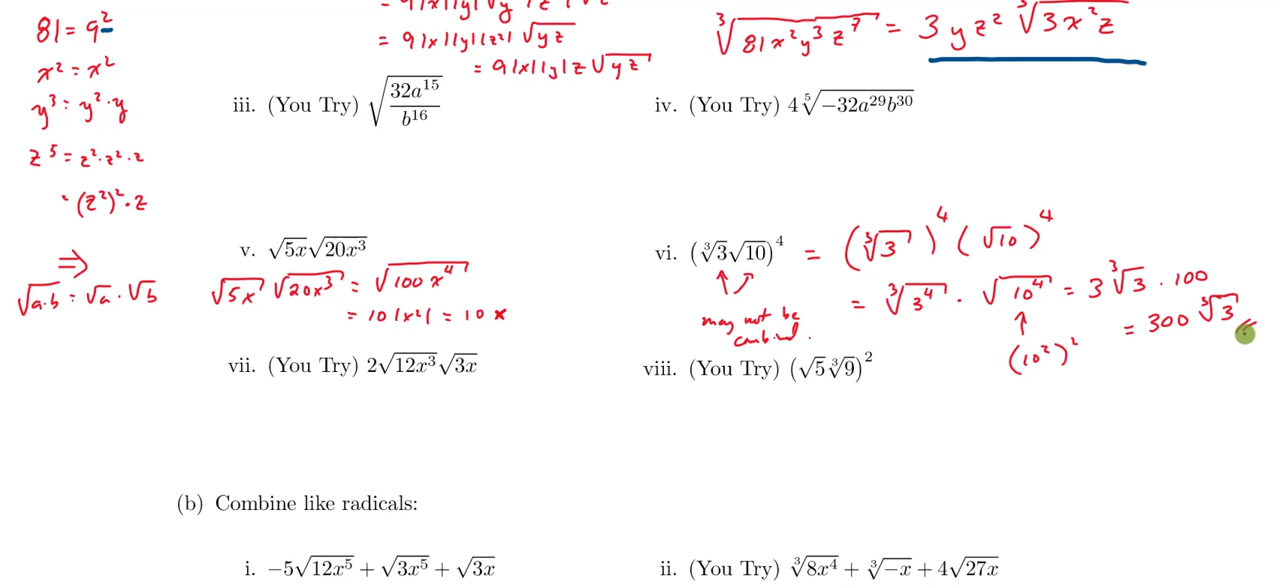 81 = 9²
x² = x²
y³ = y²·y
z⁵ = z²·z²·z
= (z²)²·z
= 9|x||y||z²| √yz
= 9|x||y|z √yz
∛81x²y³z⁷ = 3yz² ∛3x²z
iii. (You Try) √(32a¹⁵/b¹⁶)
iv. (You Try) 4 ⁵√−32a²⁹b³⁰
v. √5x√20x³
⇒
√a·b = √a · √b
√5x √20x³ = √100x⁴
= 10|x²| = 10x
vi. (∛3√10)⁴ = (∛3)⁴ (√10)⁴
= ∛3⁴ · √10⁴ = 3∛3 · 100
= 300 ∛3
(10²)²
may not be
combined.
vii. (You Try) 2√12x³√3x
viii. (You Try) (√5∛9)²
(b) Combine like radicals:
i. −5√12x⁵ + √3x⁵ + √3x
ii. (You Try) ∛8x⁴ + ∛−x + 4√27x